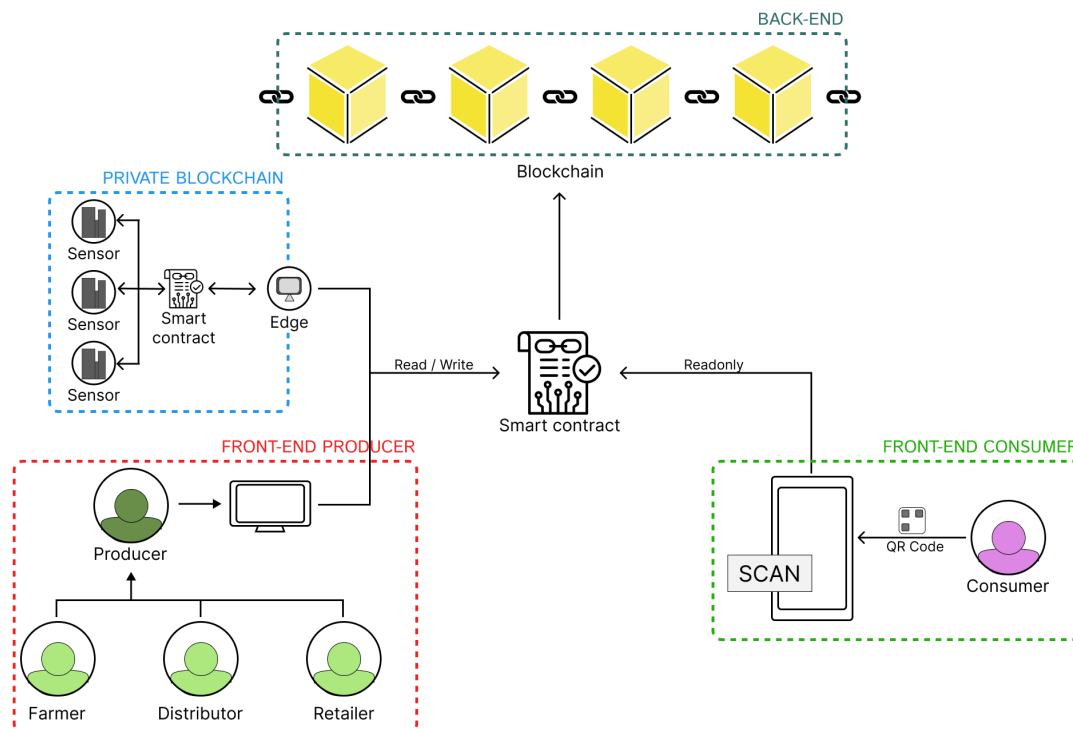 BACK-END
Blockchain
PRIVATE BLOCKCHAIN
Sensor
Sensor
Sensor
Smart
contract
Edge
Read / Write
Smart contract
Readonly
FRONT-END PRODUCER
Producer
Farmer
Distributor
Retailer
FRONT-END CONSUMER
SCAN
QR Code
Consumer